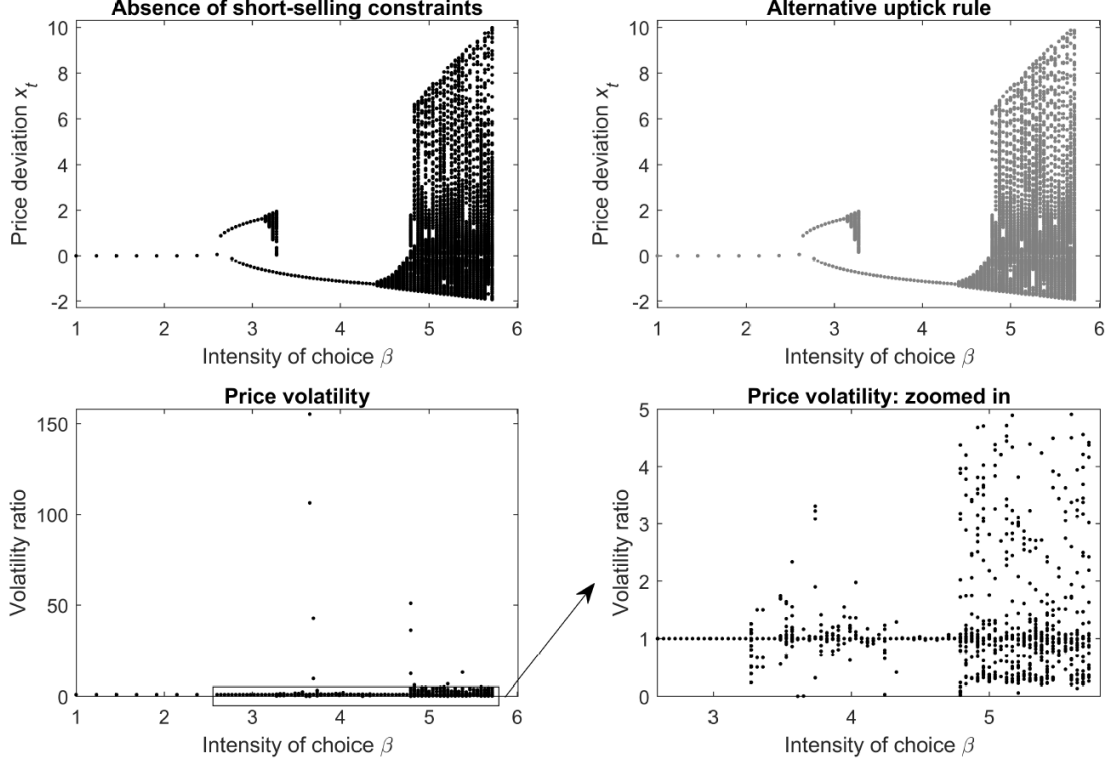 Absence of short-selling constraints
Price deviation x_t
10
8
6
4
2
0
-2
1 2 3 4 5 6
Intensity of choice β
Alternative uptick rule
Price deviation x_t
10
8
6
4
2
0
-2
1 2 3 4 5 6
Intensity of choice β
Price volatility
Volatility ratio
150
100
50
0
1 2 3 4 5 6
Intensity of choice β
Price volatility: zoomed in
Volatility ratio
5
4
3
2
1
0
3 4 5
Intensity of choice β